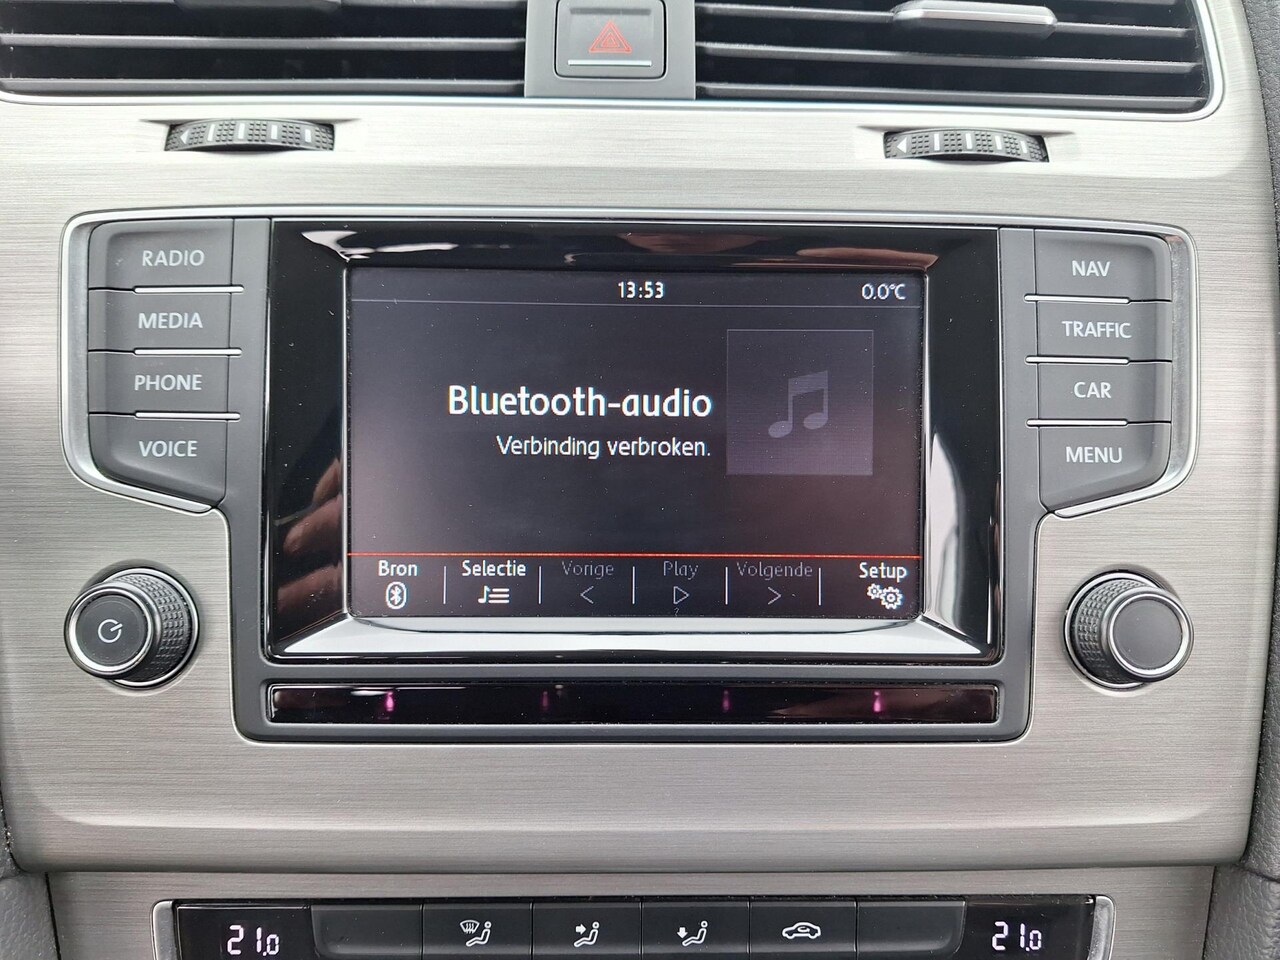 RADIO
MEDIA
PHONE
VOICE
13:53
0.0°C
Bluetooth-audio
Verbinding verbroken.
Bron
Selectie
Vorige
Play
Volgende
Setup
NAV
TRAFFIC
CAR
MENU
21.0
21.0